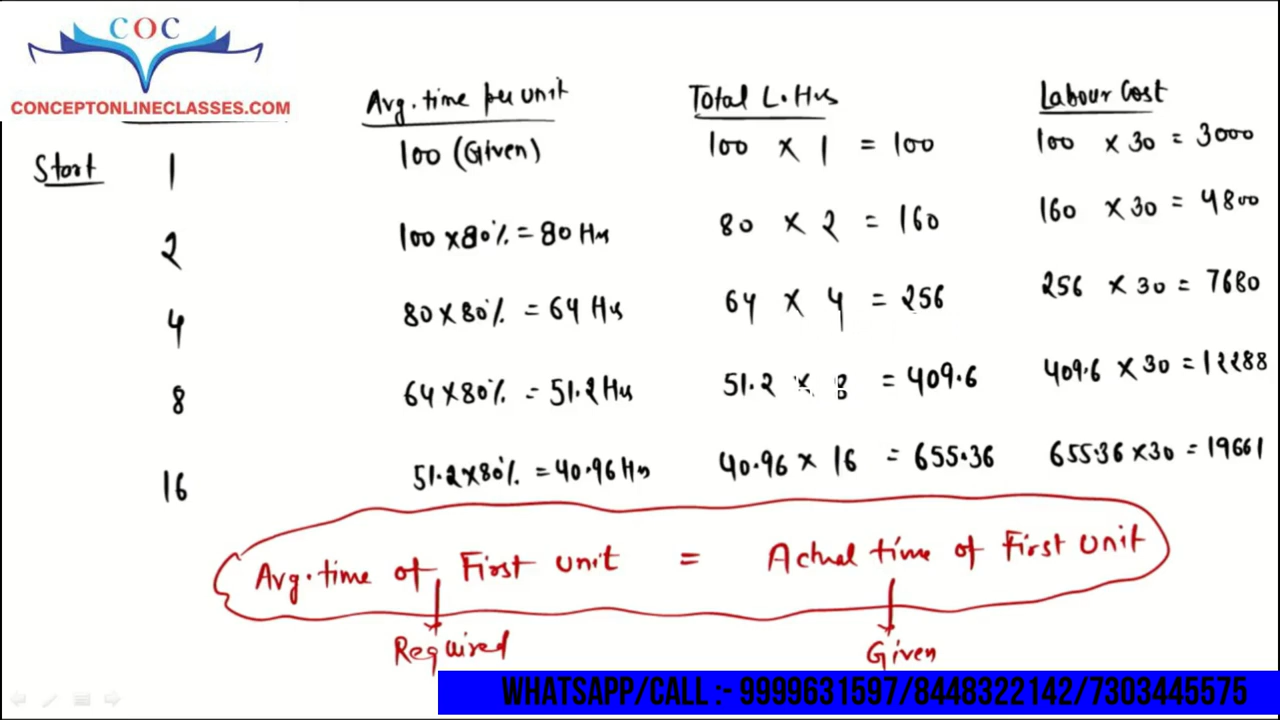 COC
CONCEPTONLINECLASSES.COM
Avg. time per unit Total L. Hrs Labour Cost
Start 1 100 (Given) 100 x 1 = 100 100 x 30 = 3000
2 100 x 80% = 80 Hrs 80 x 2 = 160 160 x 30 = 4800
4 80 x 80% = 64 Hrs 64 x 4 = 256 256 x 30 = 7680
8 64 x 80% = 51.2 Hrs 51.2 x 8 = 409.6 409.6 x 30 = 12288
16 51.2 x 80% = 40.96 Hrs 40.96 x 16 = 655.36 655.36 x 30 = 19661
Avg. time of First unit = Actual time of First Unit
Required Given
WHATSAPP/CALL :- 9999631597/8448322142/7303445575